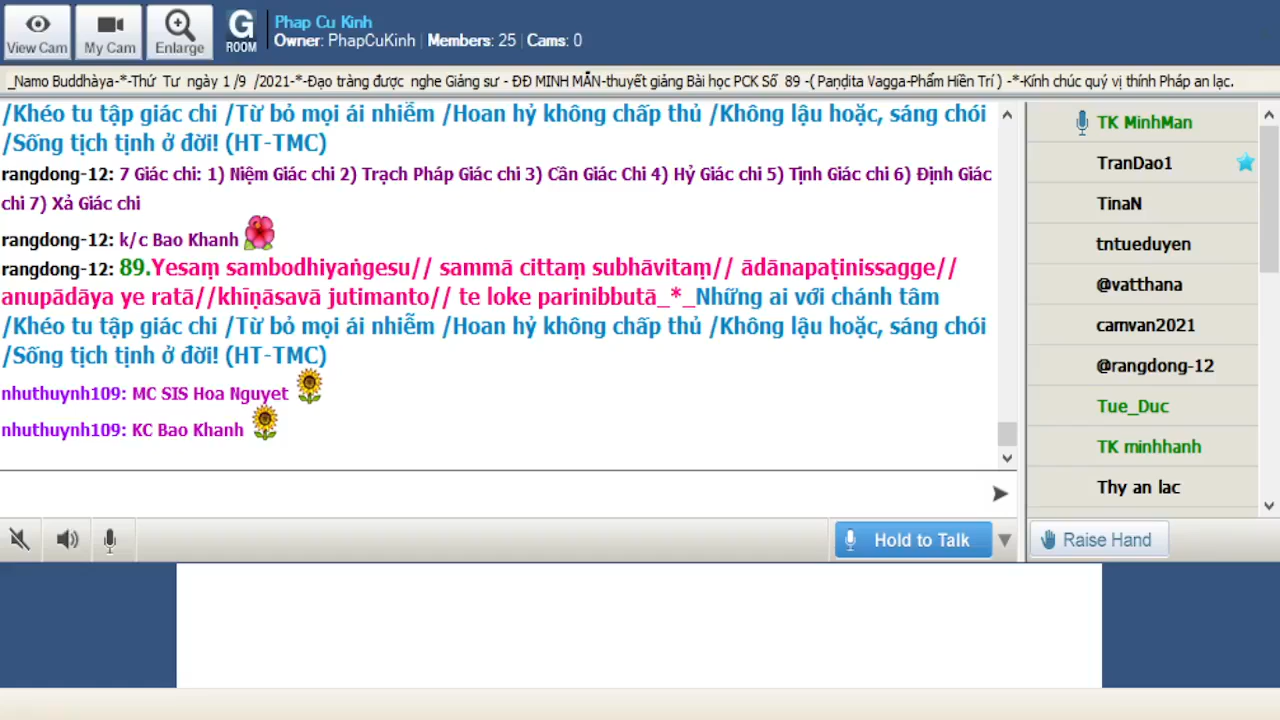 View Cam
My Cam
Enlarge
G
ROOM
Phap Cu Kinh
Owner: PhapCuKinh | Members: 25 | Cams: 0
_Namo Buddhàya-*-Thứ Tư ngày 1 /9 /2021-*-Đạo tràng được nghe Giảng sư - ĐĐ MINH MẪN-thuyết giảng Bài học PCK Số 89 -( Paṇḍita Vagga-Phẩm Hiền Trí ) -*-Kính chúc quý vị thính Pháp an lạc.
/Khéo tu tập giác chi /Từ bỏ mọi ái nhiễm /Hoan hỷ không chấp thủ /Không lậu hoặc, sáng chói
/Sống tịch tịnh ở đời! (HT-TMC)
rangdong-12: 7 Giác chi: 1) Niệm Giác chi 2) Trạch Pháp Giác chi 3) Cần Giác Chi 4) Hỷ Giác chi 5) Tịnh Giác chi 6) Định Giác
chi 7) Xả Giác chi
rangdong-12: k/c Bao Khanh
rangdong-12: 89.Yesaṃ sambodhiyaṅgesu// sammā cittaṃ subhāvitaṃ// ādānapaṭinissagge//
anupādāya ye ratā//khīṇāsavā jutimanto// te loke parinibbutā_*_Những ai với chánh tâm
/Khéo tu tập giác chi /Từ bỏ mọi ái nhiễm /Hoan hỷ không chấp thủ /Không lậu hoặc, sáng chói
/Sống tịch tịnh ở đời! (HT-TMC)
nhuthuynh109: MC SIS Hoa Nguyet
nhuthuynh109: KC Bao Khanh
TK MinhMan
TranDao1
TinaN
tntueduyen
@vatthana
camvan2021
@rangdong-12
Tue_Duc
TK minhhanh
Thy an lac
Hold to Talk
Raise Hand